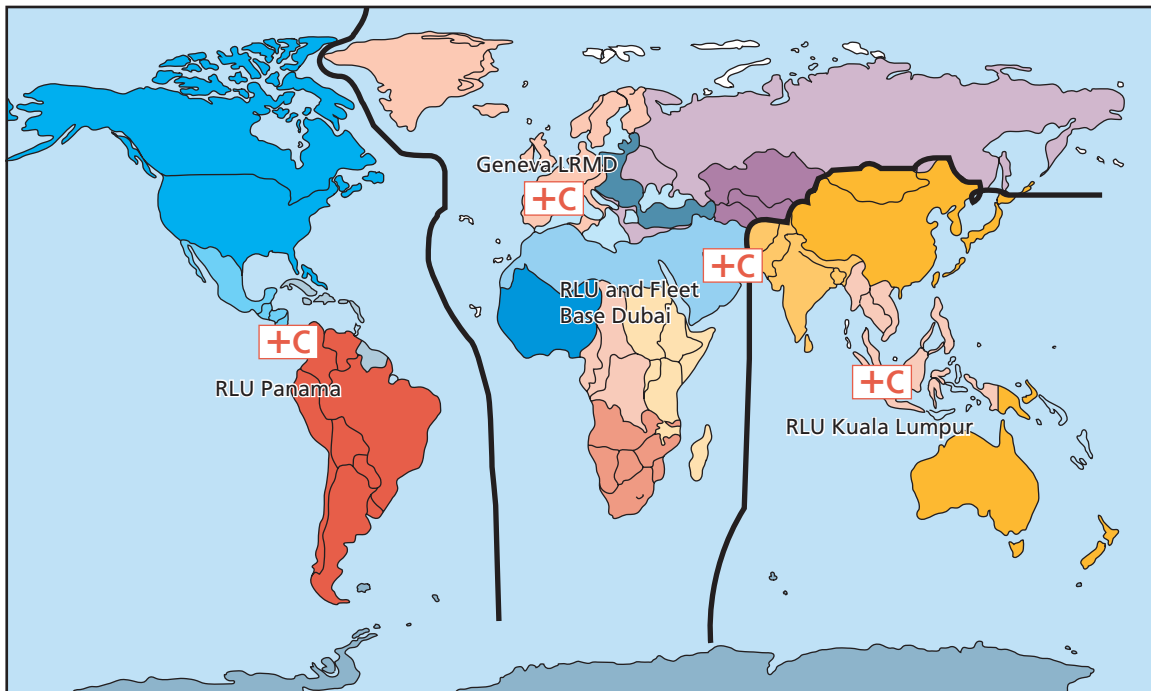 Geneva LRMD
+C
+C
RLU and Fleet
Base Dubai
+C
RLU Panama
+C
RLU Kuala Lumpur